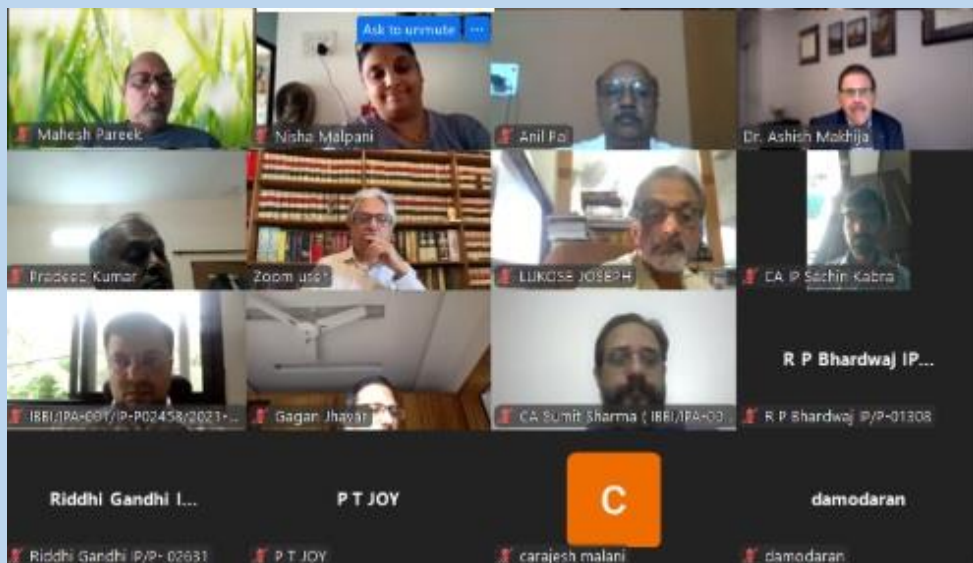 Ask to unmute ...
Mahesh Pareek
Nisha Malpani
Anil Pai
Dr. Ashish Makhija
Pradeep Kumar
Zoom user
LUKOSE JOSEPH
CA IP Sachin Kabra
IBBI/IPA-001/IP-P02458/2021-...
Gagan Jhavar
CA Sumit Sharma ( IBBI/IPA-00...
R P Bhardwaj IP...
R P Bhardwaj IP/P-01308
Riddhi Gandhi I...
Riddhi Gandhi IP/P- 02631
P T JOY
P T JOY
C
carajesh malani
damodaran
damodaran